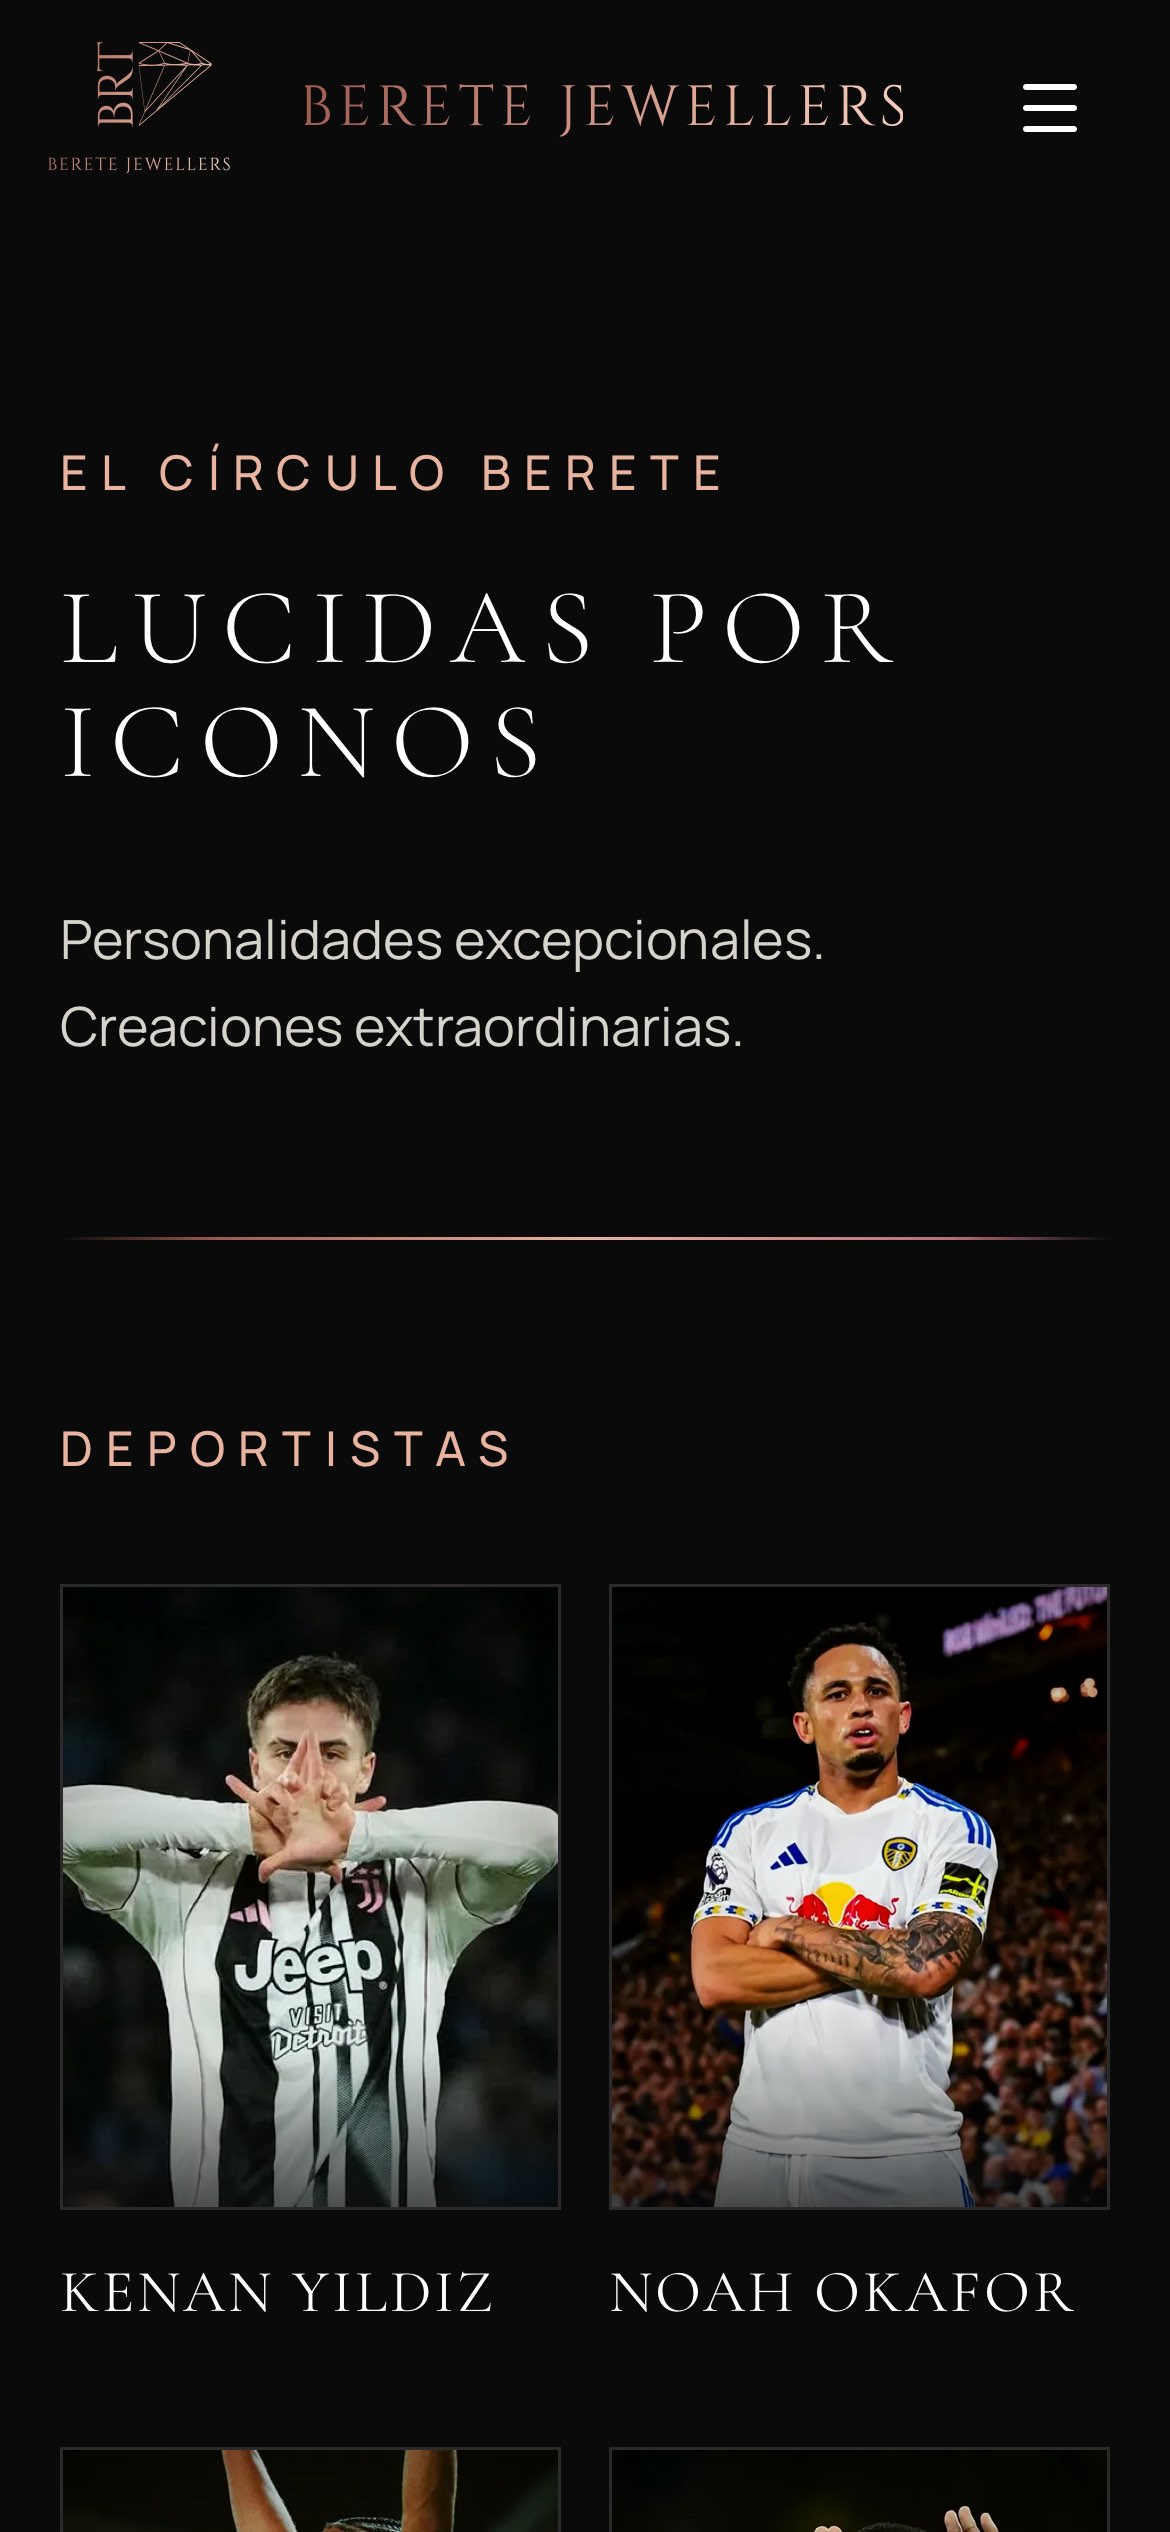 BRT
BERETE JEWELLERS
BERETE JEWELLERS
EL CÍRCULO BERETE
LUCIDAS POR
ICONOS
Personalidades excepcionales.
Creaciones extraordinarias.
DEPORTISTAS
Jeep
VISIT
Detroit
KENAN YILDIZ
NOAH OKAFOR